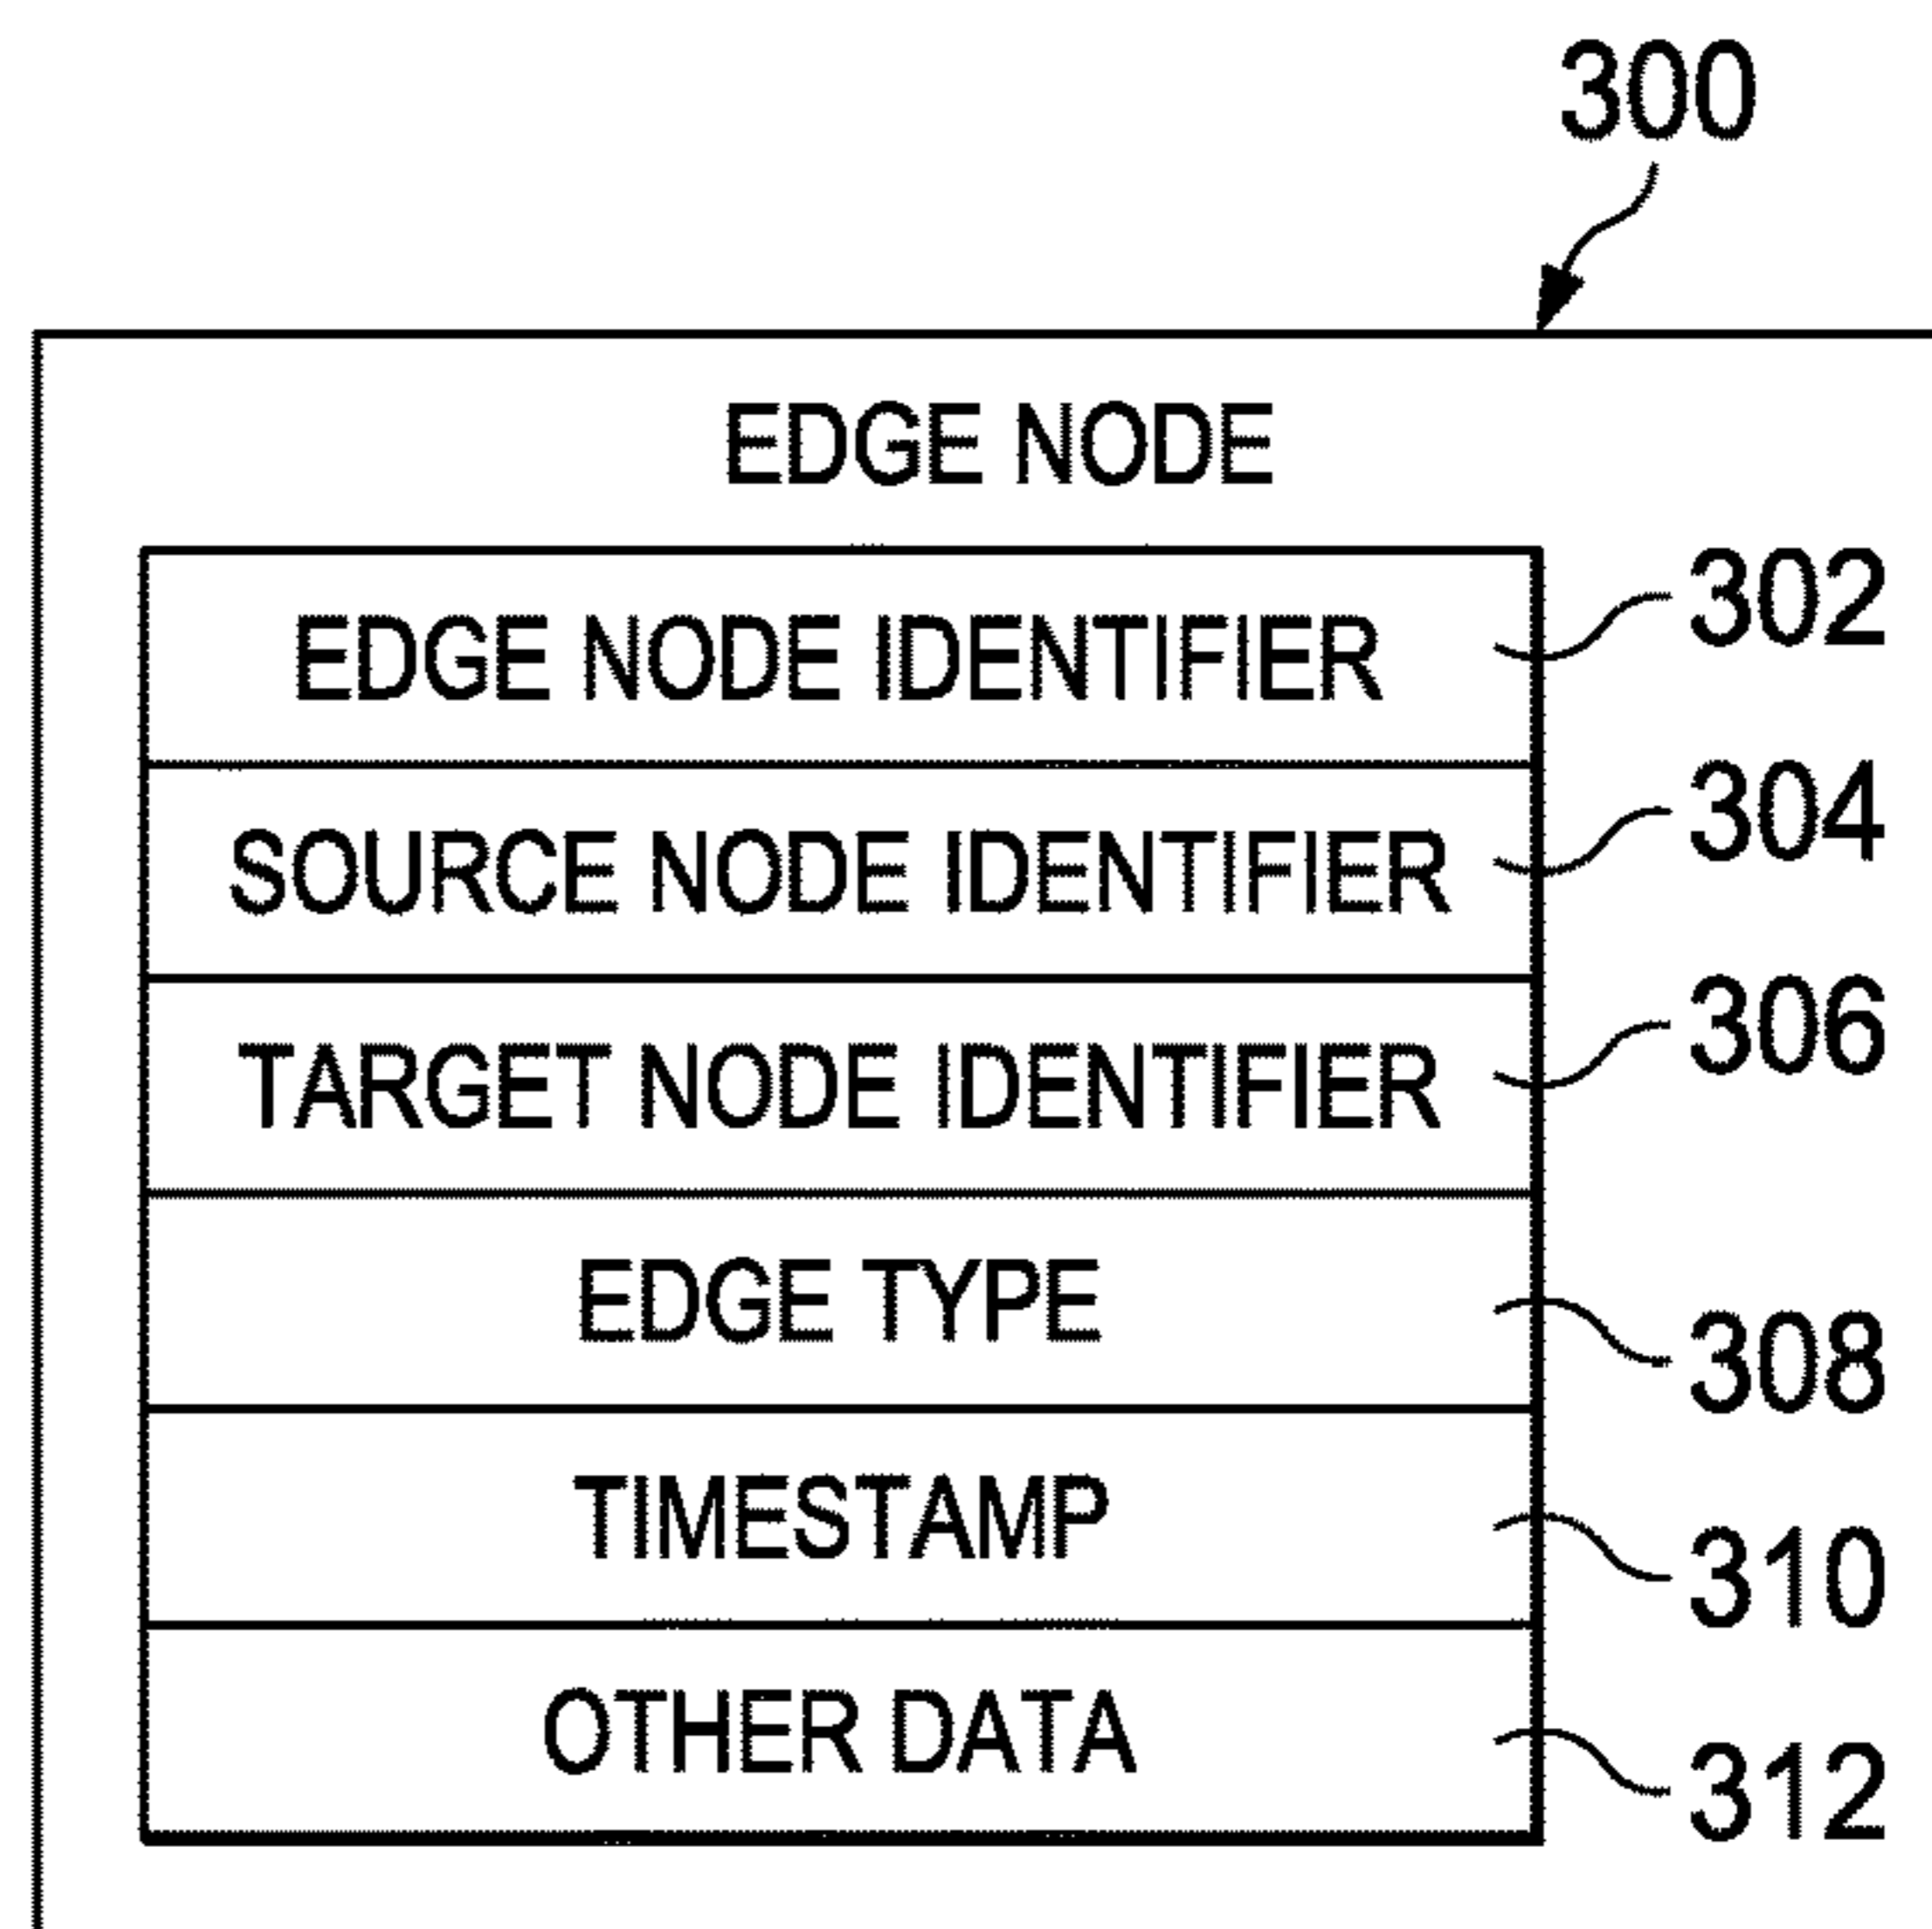 300
EDGE NODE
EDGE NODE IDENTIFIER 302
SOURCE NODE IDENTIFIER 304
TARGET NODE IDENTIFIER 306
EDGE TYPE 308
TIMESTAMP 310
OTHER DATA 312